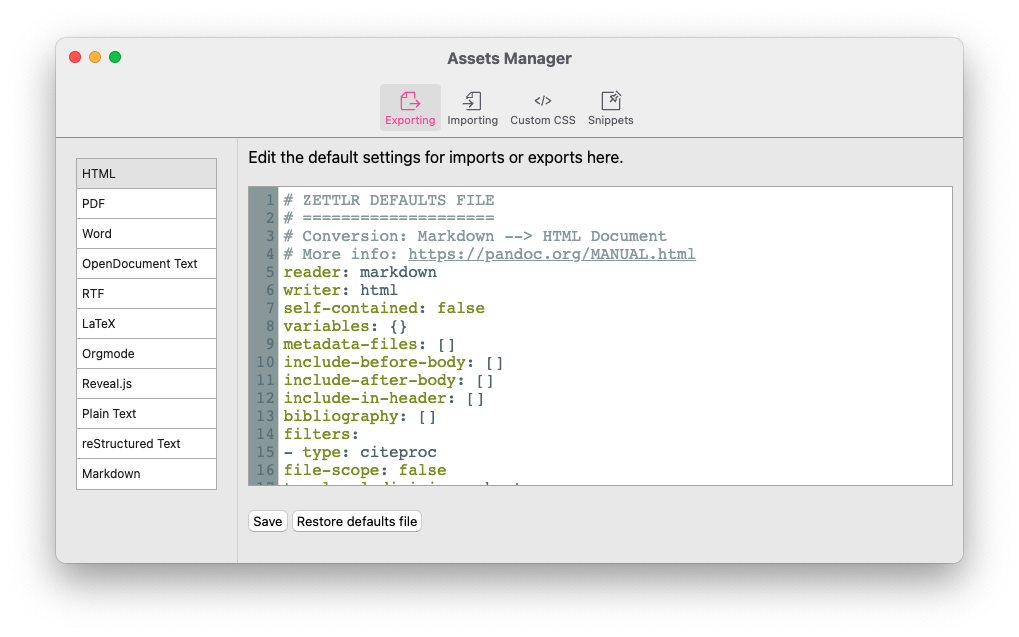 Assets Manager
Exporting
Importing
Custom CSS
Snippets
HTML
PDF
Word
OpenDocument Text
RTF
LaTeX
Orgmode
Reveal.js
Plain Text
reStructured Text
Markdown
Edit the default settings for imports or exports here.
1 # ZETTLR DEFAULTS FILE
2 # ====================
3 # Conversion: Markdown --> HTML Document
4 # More info: https://pandoc.org/MANUAL.html
5 reader: markdown
6 writer: html
7 self-contained: false
8 variables: {}
9 metadata-files: []
10 include-before-body: []
11 include-after-body: []
12 include-in-header: []
13 bibliography: []
14 filters:
15 - type: citeproc
16 file-scope: false
Save
Restore defaults file